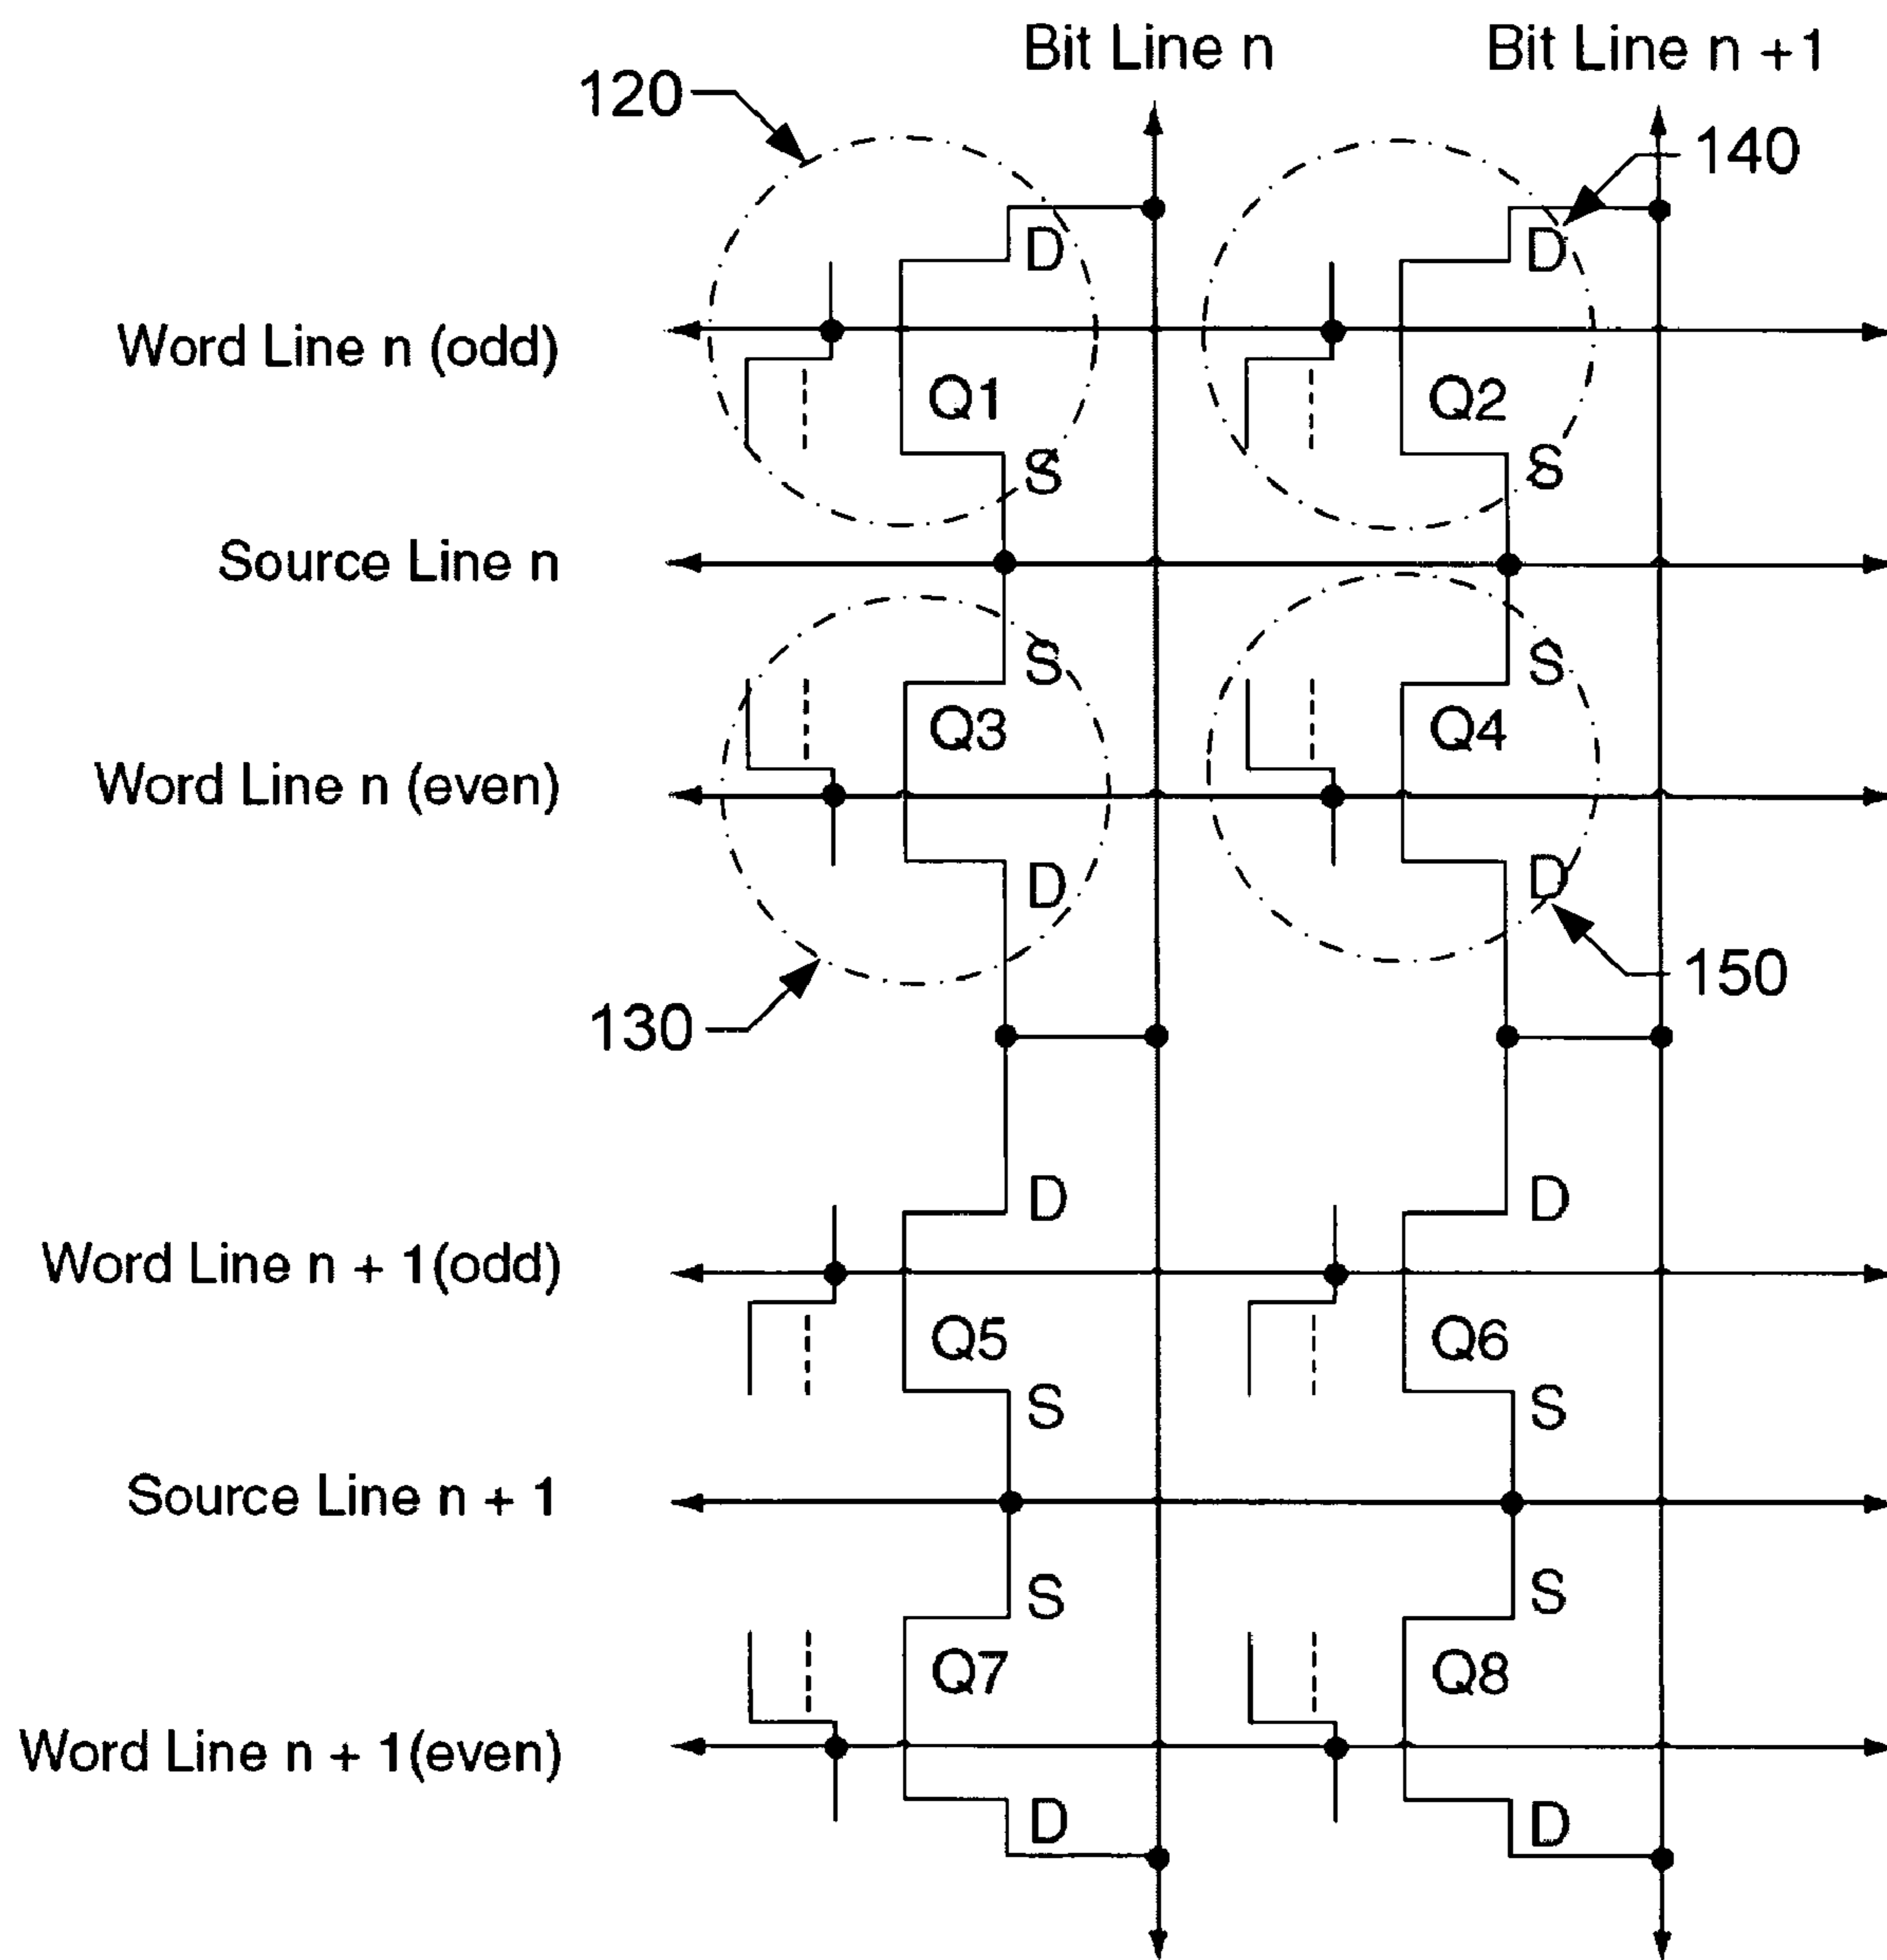 Bit Line n
Bit Line n +1
120
140
D
D
Word Line n (odd)
Q1
Q2
S
S
Source Line n
S
S
Q3
Q4
Word Line n (even)
D
D
150
130
D
D
Word Line n + 1(odd)
Q5
Q6
S
S
Source Line n + 1
S
S
Q7
Q8
Word Line n + 1(even)
D
D